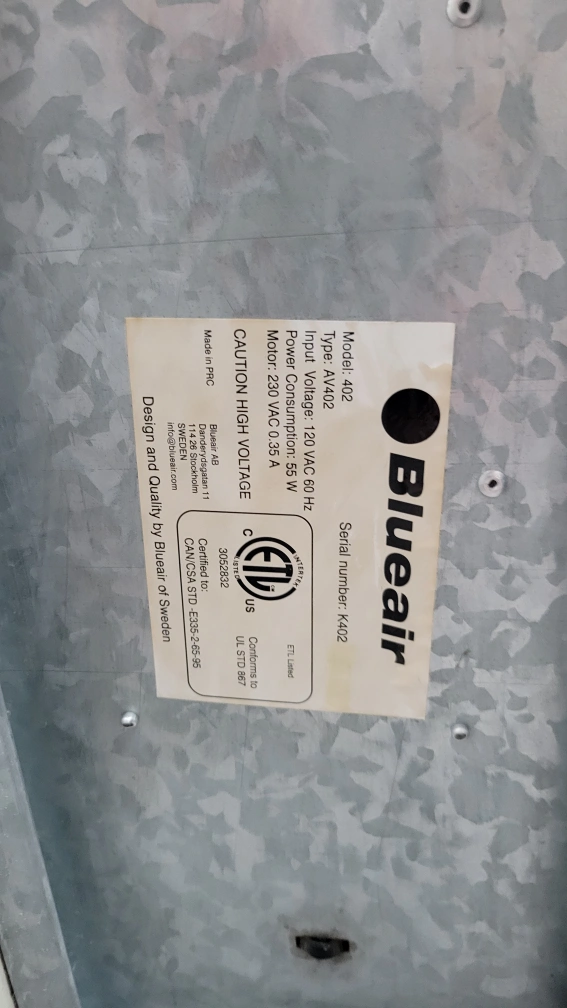 Blueair
Model: 402
Serial number: K402
Type: AV402
Input Voltage: 120 VAC 60 Hz
Power Consumption: 55 W
Motor: 230 VAC 0.35 A
CAUTION HIGH VOLTAGE
Made in PRC
Blueair AB
Danderydsgatan 11
114 26 Stockholm
SWEDEN
info@blueair.com
ETL Listed
INTERTEK
ETL
LISTED
C
US
3052832
Conforms to
UL STD 867
Certified to:
CAN/CSA STD -E335-2-65-95
Design and Quality by Blueair of Sweden